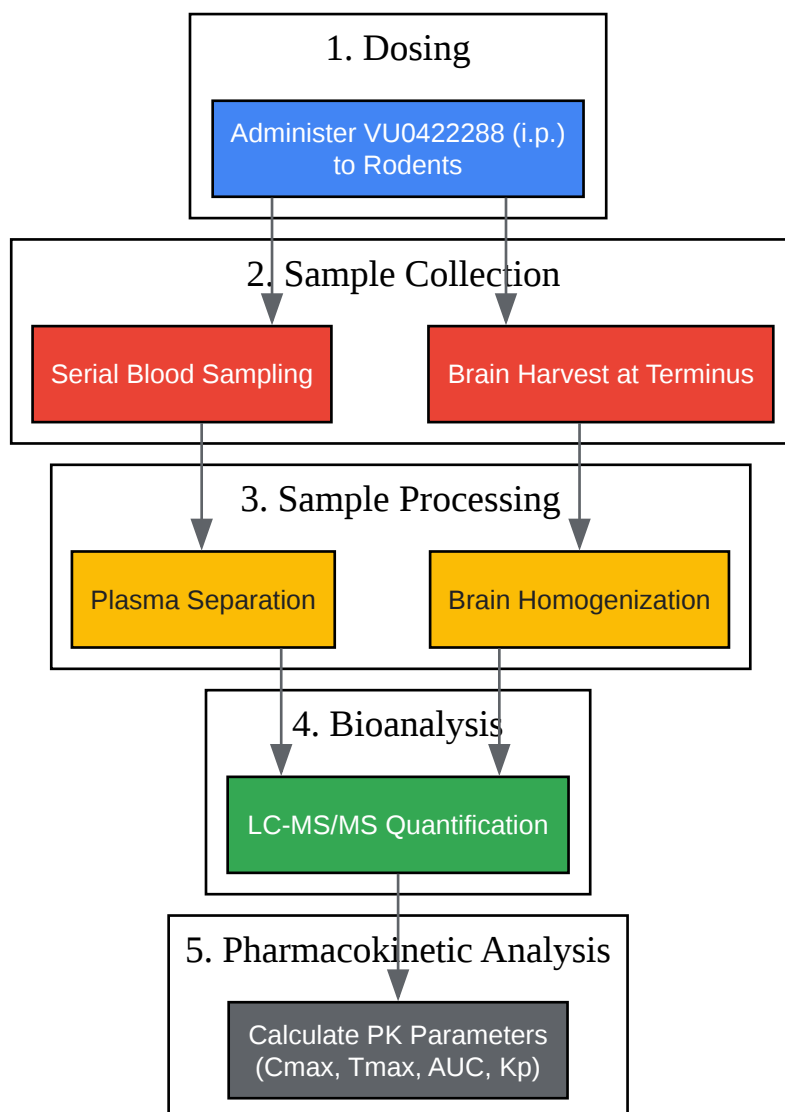 1. Dosing
Administer VU0422288 (i.p.)
to Rodents
2. Sample Collection
Serial Blood Sampling
Brain Harvest at Terminus
3. Sample Processing
Plasma Separation
Brain Homogenization
4. Bioanalysis
LC-MS/MS Quantification
5. Pharmacokinetic Analysis
Calculate PK Parameters
(Cmax, Tmax, AUC, Kp)